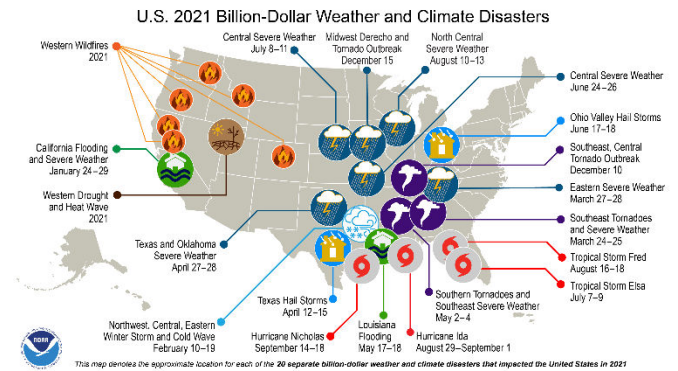 U.S. 2021 Billion-Dollar Weather and Climate Disasters
Western Wildfires
2021
Central Severe Weather
July 8–11
Midwest Derecho and
Tornado Outbreak
December 15
North Central
Severe Weather
August 10–13
Central Severe Weather
June 24–26
Ohio Valley Hail Storms
June 17–18
California Flooding
and Severe Weather
January 24–29
Southeast, Central
Tornado Outbreak
December 10
Western Drought
and Heat Wave
2021
Eastern Severe Weather
March 27–28
Southeast Tornadoes
and Severe Weather
March 24–25
Texas and Oklahoma
Severe Weather
April 27–28
Tropical Storm Fred
August 16–18
Tropical Storm Elsa
July 7–9
Texas Hail Storms
April 12–15
Southern Tornadoes and
Southeast Severe Weather
May 2–4
Northwest, Central, Eastern
Winter Storm and Cold Wave
February 10–19
Hurricane Nicholas
September 14–18
Louisiana
Flooding
May 17–18
Hurricane Ida
August 29–September 1
NOAA
This map denotes the approximate location for each of the 20 separate billion-dollar weather and climate disasters that impacted the United States in 2021